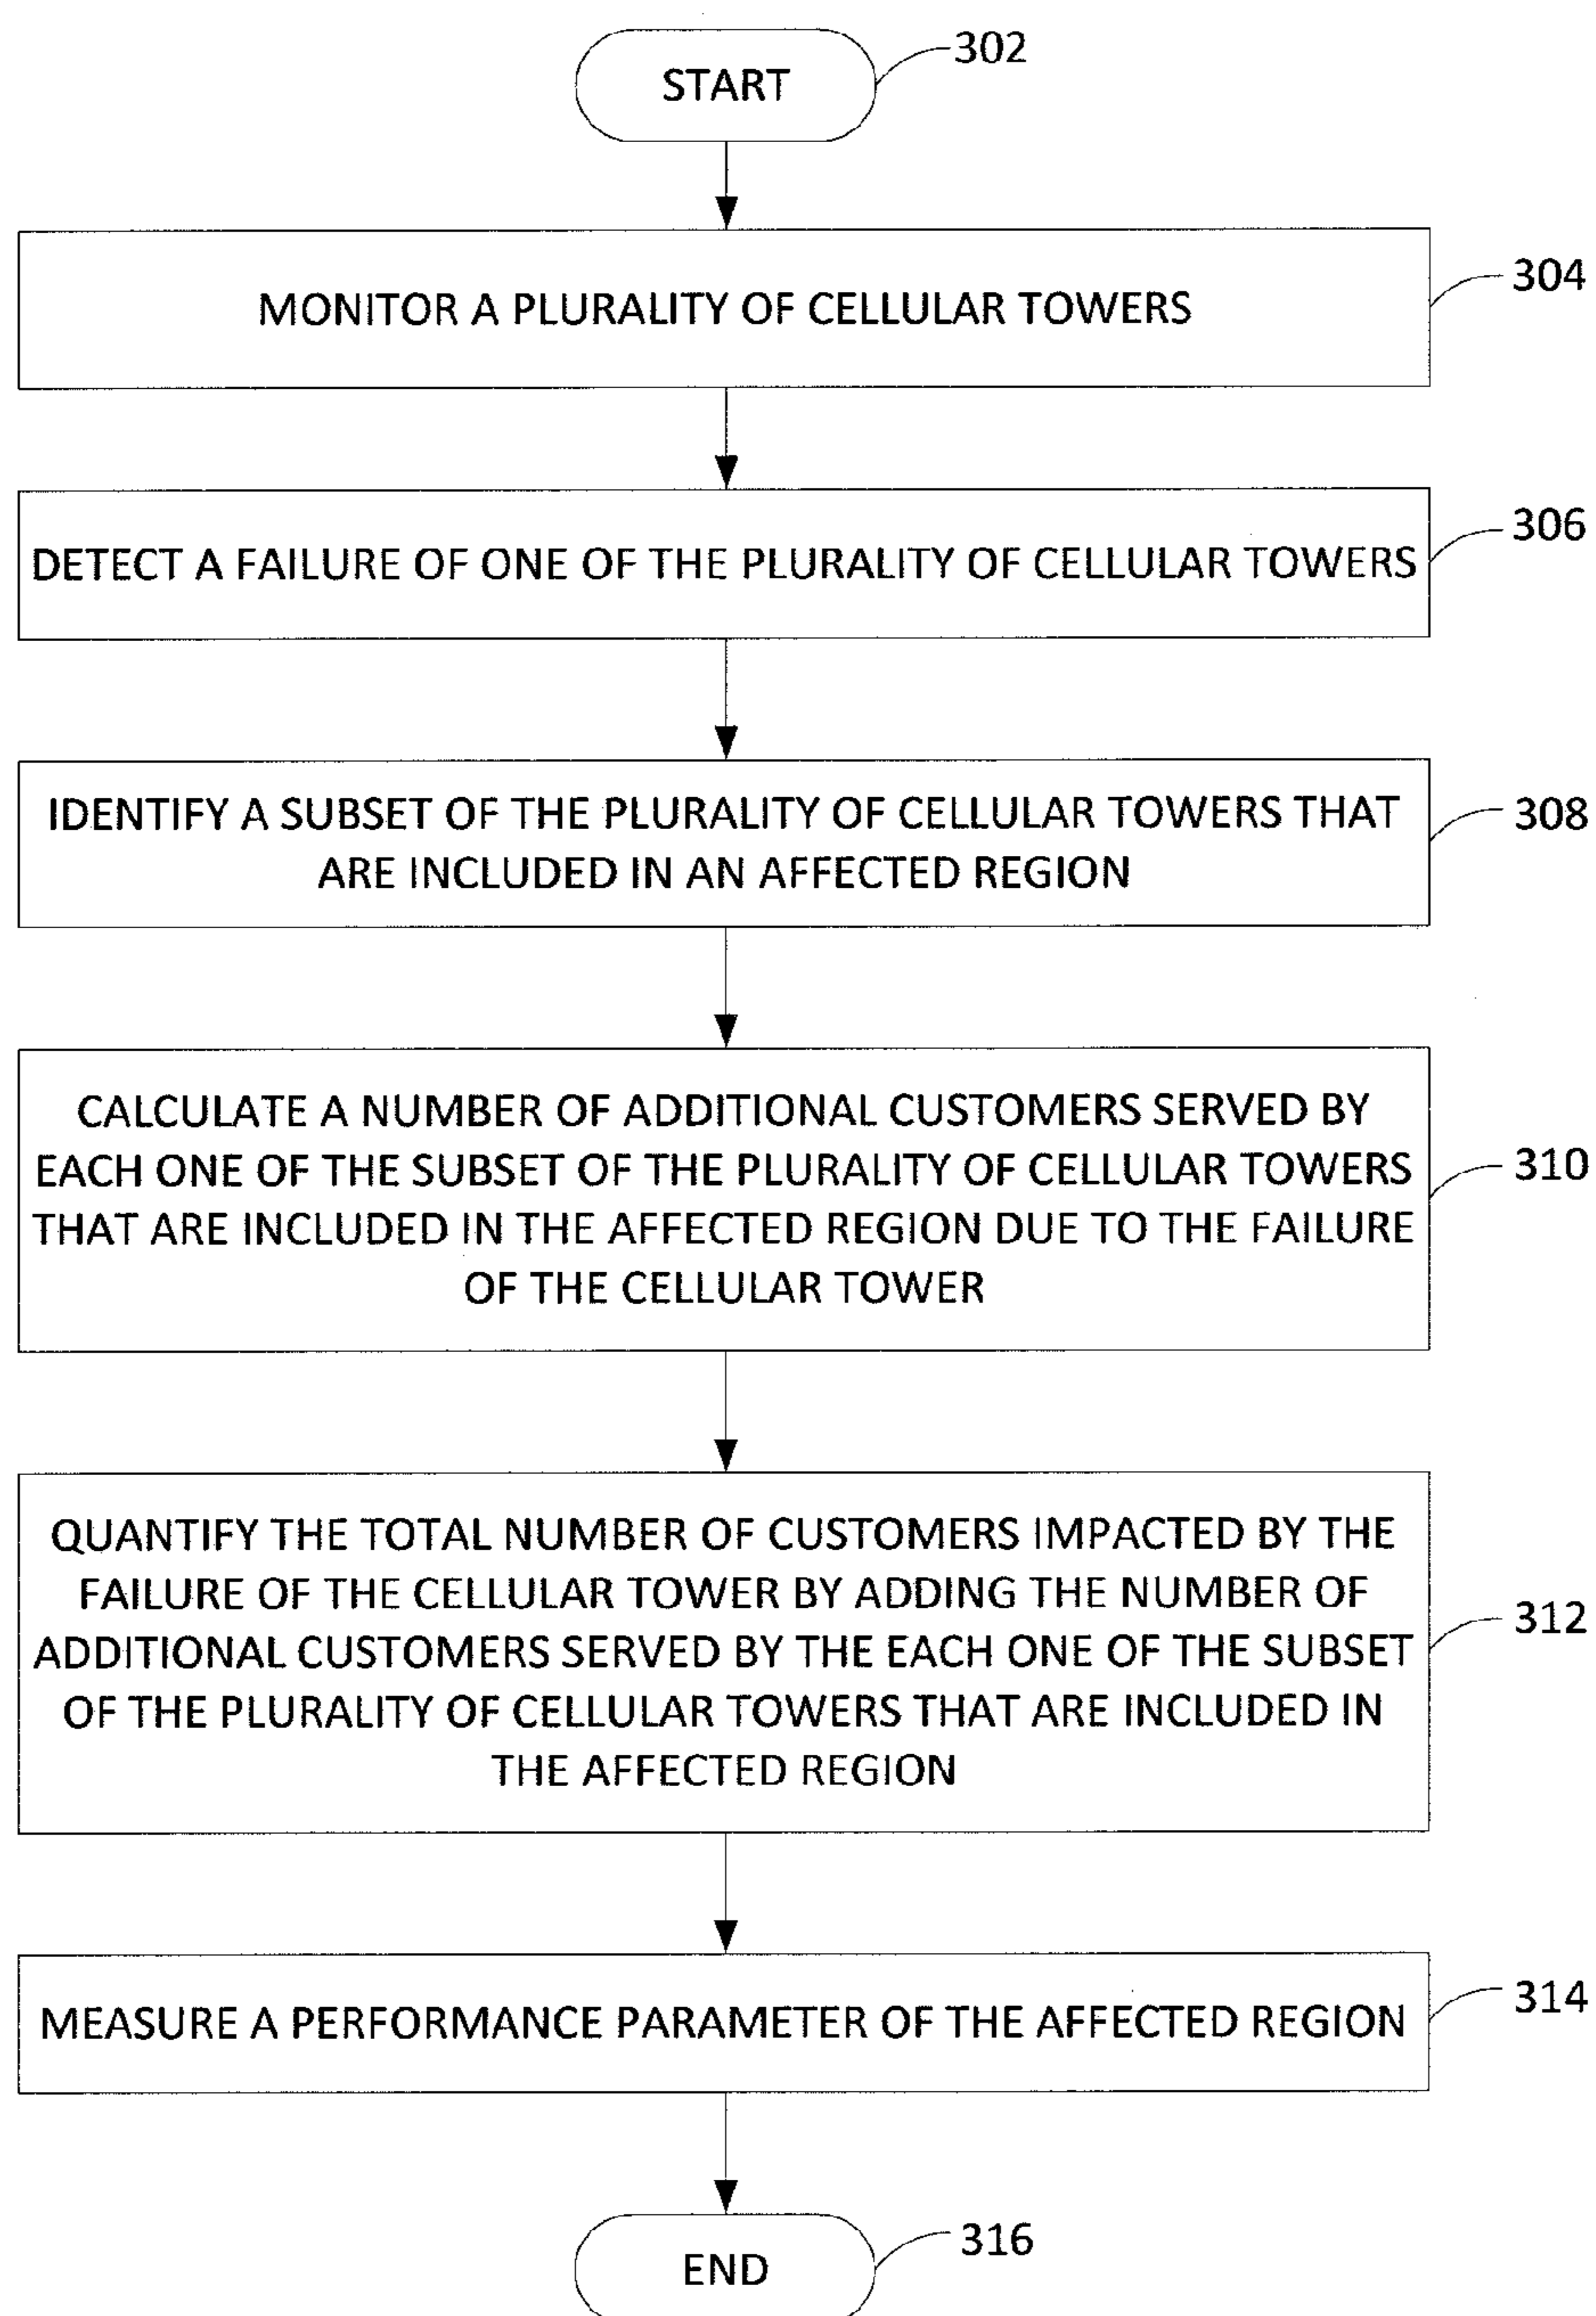 START
302
MONITOR A PLURALITY OF CELLULAR TOWERS
304
DETECT A FAILURE OF ONE OF THE PLURALITY OF CELLULAR TOWERS
306
IDENTIFY A SUBSET OF THE PLURALITY OF CELLULAR TOWERS THAT
ARE INCLUDED IN AN AFFECTED REGION
308
CALCULATE A NUMBER OF ADDITIONAL CUSTOMERS SERVED BY
EACH ONE OF THE SUBSET OF THE PLURALITY OF CELLULAR TOWERS
THAT ARE INCLUDED IN THE AFFECTED REGION DUE TO THE FAILURE
OF THE CELLULAR TOWER
310
QUANTIFY THE TOTAL NUMBER OF CUSTOMERS IMPACTED BY THE
FAILURE OF THE CELLULAR TOWER BY ADDING THE NUMBER OF
ADDITIONAL CUSTOMERS SERVED BY THE EACH ONE OF THE SUBSET
OF THE PLURALITY OF CELLULAR TOWERS THAT ARE INCLUDED IN
THE AFFECTED REGION
312
MEASURE A PERFORMANCE PARAMETER OF THE AFFECTED REGION
314
END
316